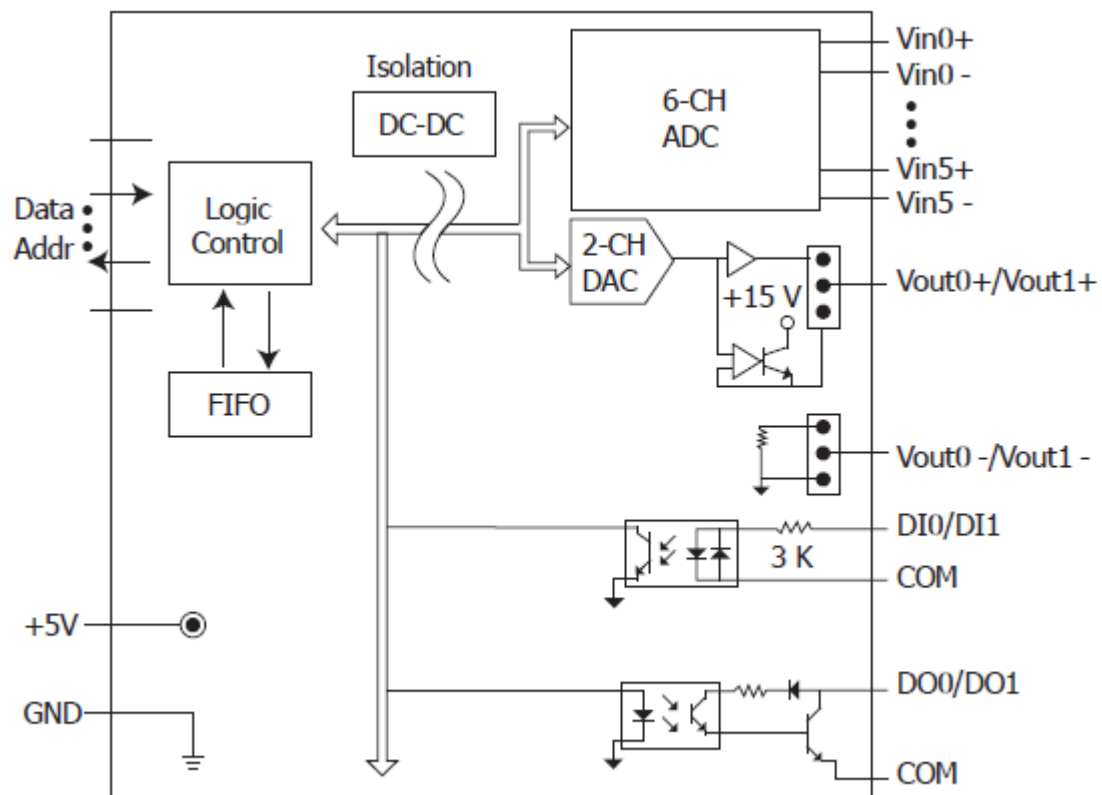 Isolation
DC-DC
6-CH
ADC
Vin0+
Vin0 -
Vin5+
Vin5 -
Data
Addr
Logic
Control
FIFO
2-CH
DAC
+15 V
Vout0+/Vout1+
Vout0 -/Vout1 -
DI0/DI1
3 K
COM
+5V
GND
DO0/DO1
COM